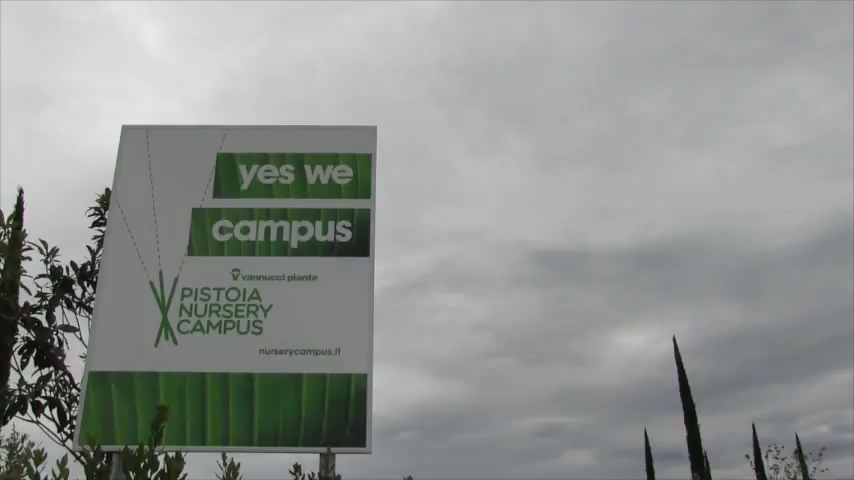 yes we
campus
vannucci piante
PISTOIA
NURSERY
CAMPUS
nurserycampus.it